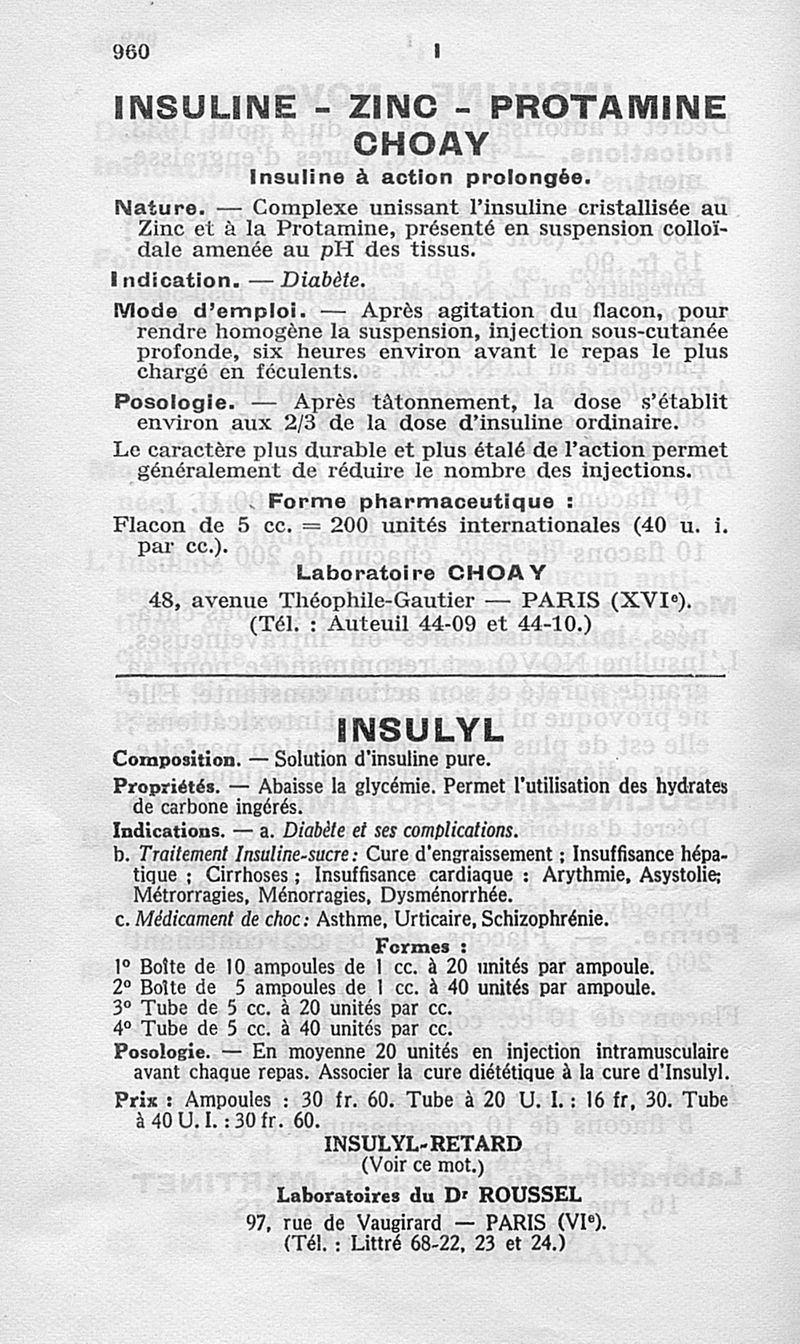 960
I
INSULINE - ZINC - PROTAMINE
CHOAY
Insuline à action prolongée.
Nature. — Complexe unissant l'insuline cristallisée au
Zinc et à la Protamine, présenté en suspension colloï-
dale amenée au pH des tissus.
Indication. — Diabète.
Mode d'emploi. — Après agitation du flacon, pour
rendre homogène la suspension, injection sous-cutanée
profonde, six heures environ avant le repas le plus
chargé en féculents.
Posologie. — Après tâtonnement, la dose s'établit
environ aux 2/3 de la dose d'insuline ordinaire.
Le caractère plus durable et plus étalé de l'action permet
généralement de réduire le nombre des injections.
Forme pharmaceutique :
Flacon de 5 cc. = 200 unités internationales (40 u. i.
par cc.).
Laboratoire CHOAY
48, avenue Théophile-Gautier — PARIS (XVIe).
(Tél. : Auteuil 44-09 et 44-10.)
INSULYL
Composition. — Solution d'insuline pure.
Propriétés. — Abaisse la glycémie. Permet l'utilisation des hydrates
de carbone ingérés.
Indications. — a. Diabète et ses complications.
b. Traitement Insuline-sucre : Cure d'engraissement ; Insuffisance hépa-
tique ; Cirrhoses ; Insuffisance cardiaque : Arythmie, Asystolie;
Métrorragies, Ménorragies, Dysménorrhée.
c. Médicament de choc : Asthme, Urticaire, Schizophrénie.
Formes :
1º Boîte de 10 ampoules de 1 cc. à 20 unités par ampoule.
2º Boîte de 5 ampoules de 1 cc. à 40 unités par ampoule.
3º Tube de 5 cc. à 20 unités par cc.
4º Tube de 5 cc. à 40 unités par cc.
Posologie. — En moyenne 20 unités en injection intramusculaire
avant chaque repas. Associer la cure diététique à la cure d'Insulyl.
Prix : Ampoules : 30 fr. 60. Tube à 20 U. I. : 16 fr, 30. Tube
à 40 U. I. : 30 fr. 60.
INSULYL-RETARD
(Voir ce mot.)
Laboratoires du Dr ROUSSEL
97, rue de Vaugirard — PARIS (VIe).
(Tél. : Littré 68-22, 23 et 24.)